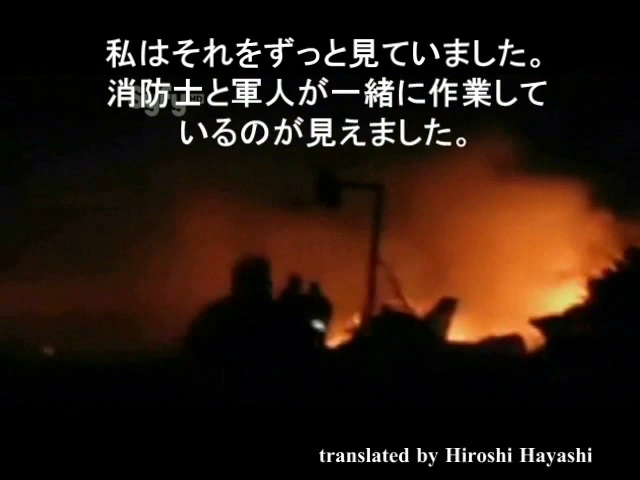 私はそれをずっと見ていました。
消防士と軍人が一緒に作業して
いるのが見えました。
translated by Hiroshi Hayashi